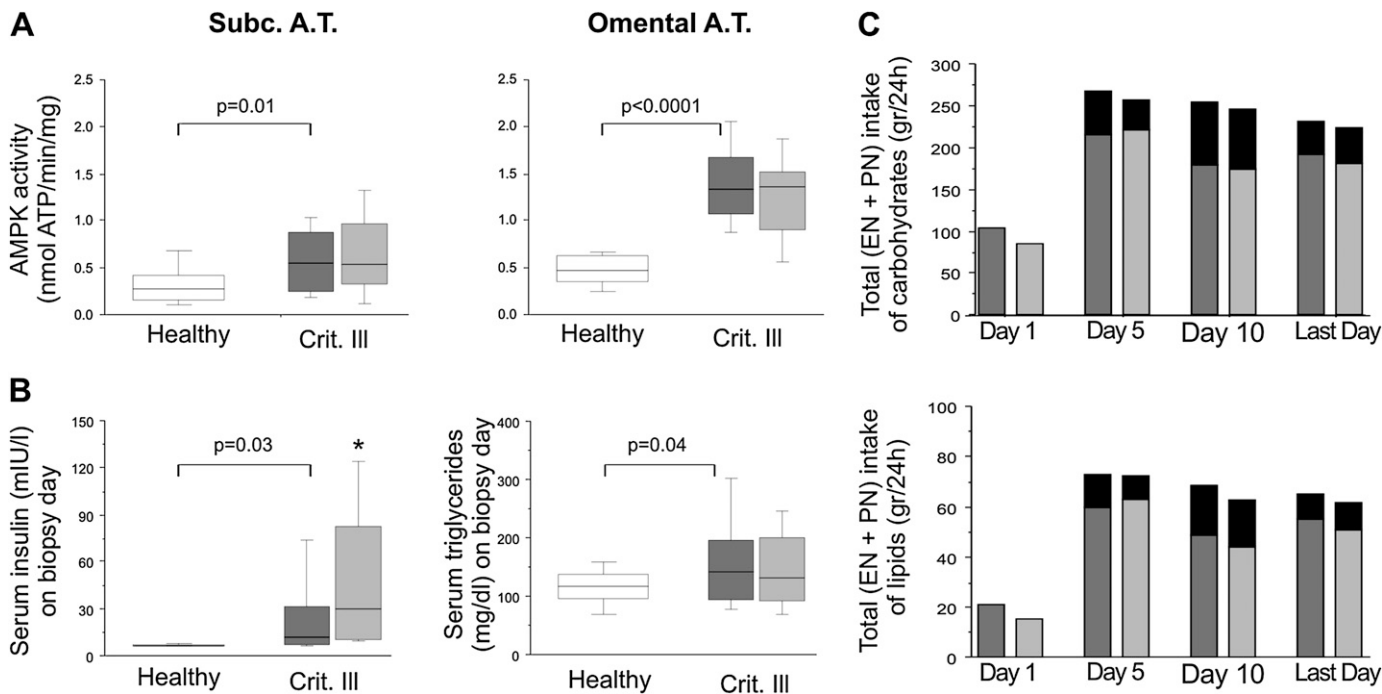 A
Subc. A.T.
Omental A.T.
AMPK activity
(nmol ATP/min/mg)
2.5
2.0
1.5
1.0
0.5
0.0
p=0.01
Healthy
Crit. Ill
2.5
2.0
1.5
1.0
0.5
0.0
p<0.0001
Healthy
Crit. Ill
B
Serum insulin (mIU/l)
on biopsy day
150
120
90
60
30
0
p=0.03
*
Healthy
Crit. Ill
Serum triglycerides
(mg/dl) on biopsy day
400
300
200
100
0
p=0.04
Healthy
Crit. Ill
C
Total (EN + PN) intake
of carbohydrates (gr/24h)
300
250
200
150
100
50
0
Day 1
Day 5
Day 10
Last Day
Total (EN + PN) intake
of lipids (gr/24h)
100
80
60
40
20
0
Day 1
Day 5
Day 10
Last Day